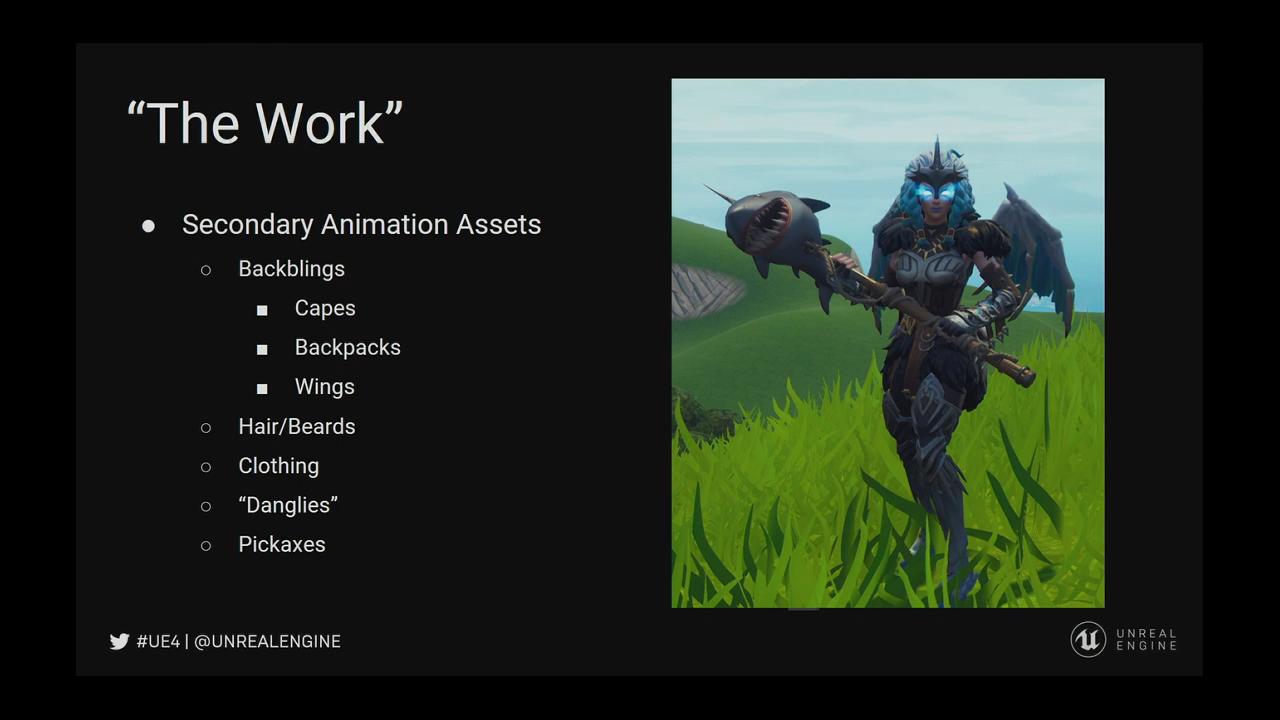 “The Work”
● Secondary Animation Assets
○ Backblings
■ Capes
■ Backpacks
■ Wings
○ Hair/Beards
○ Clothing
○ “Danglies”
○ Pickaxes
#UE4 | @UNREALENGINE
UNREAL
ENGINE